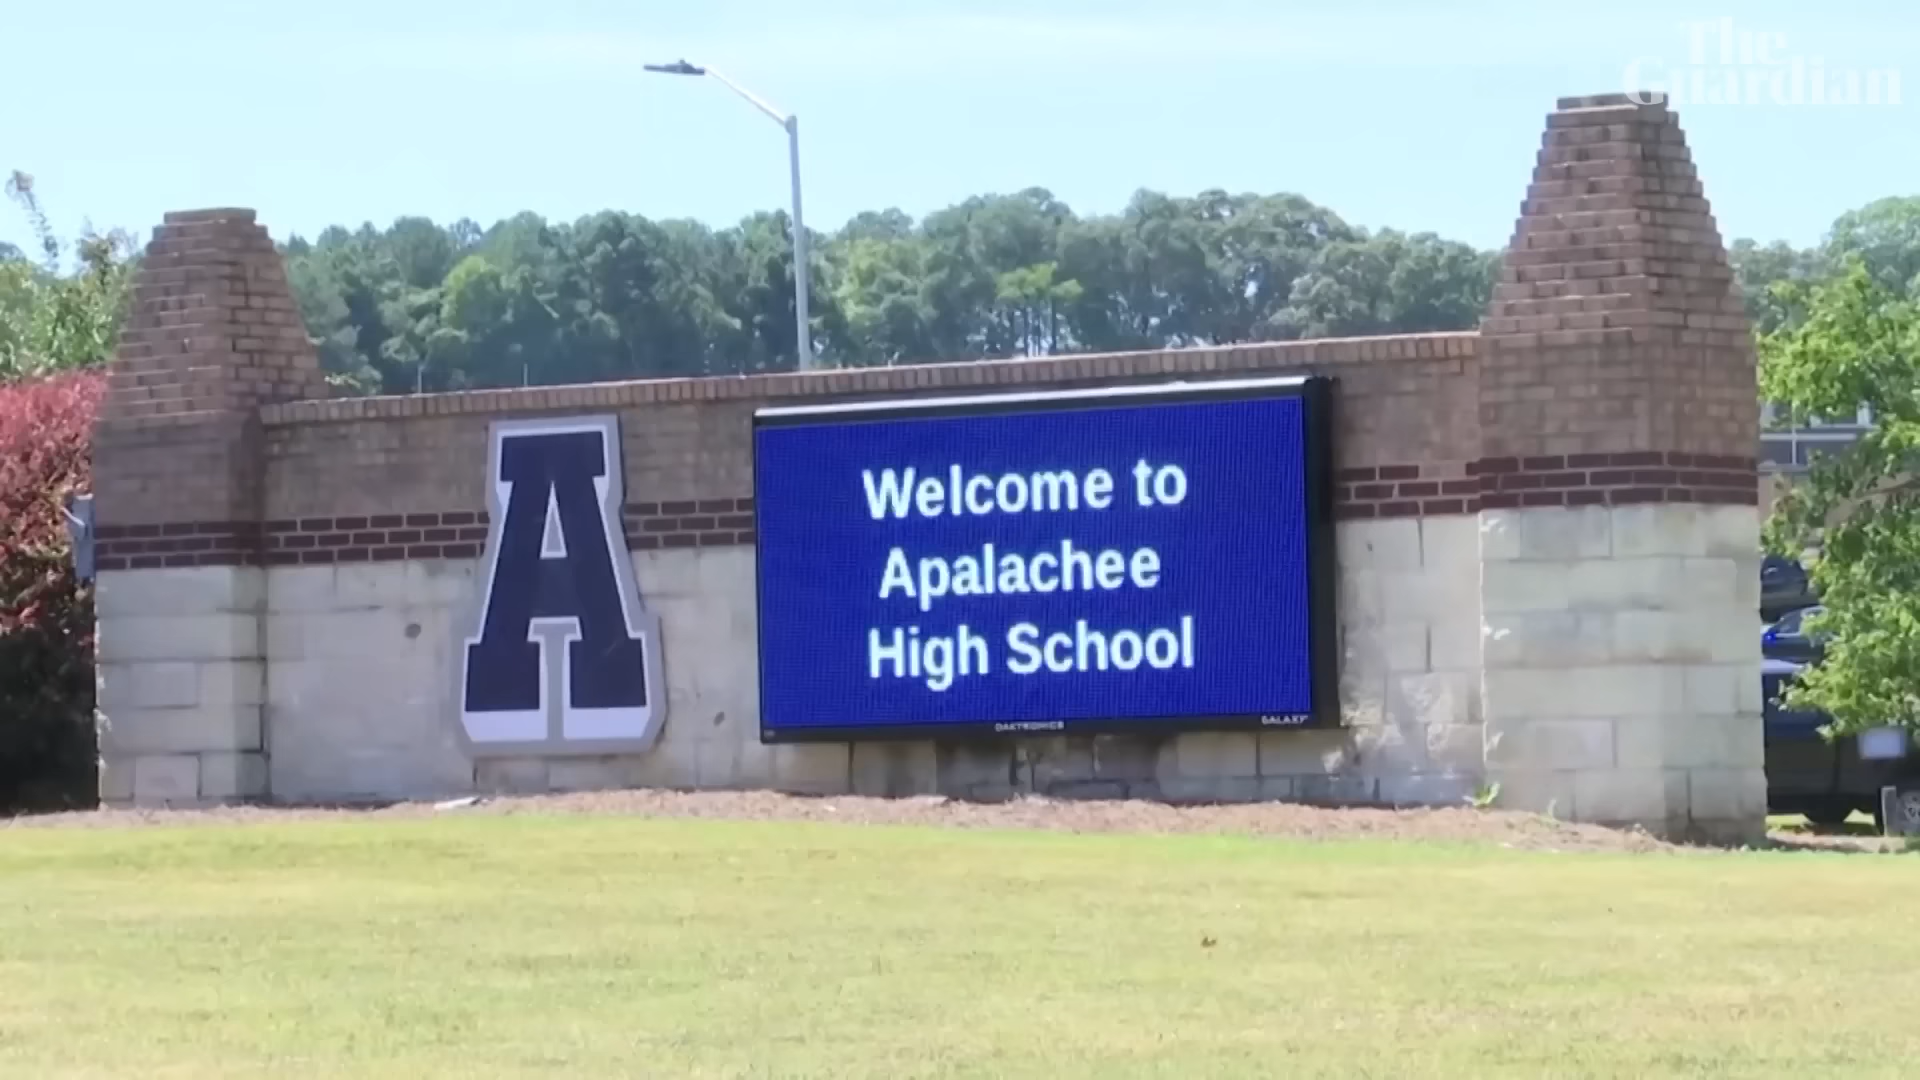 The
Guardian
A
Welcome to
Apalachee
High School
DAKTRONICS
GALAXY